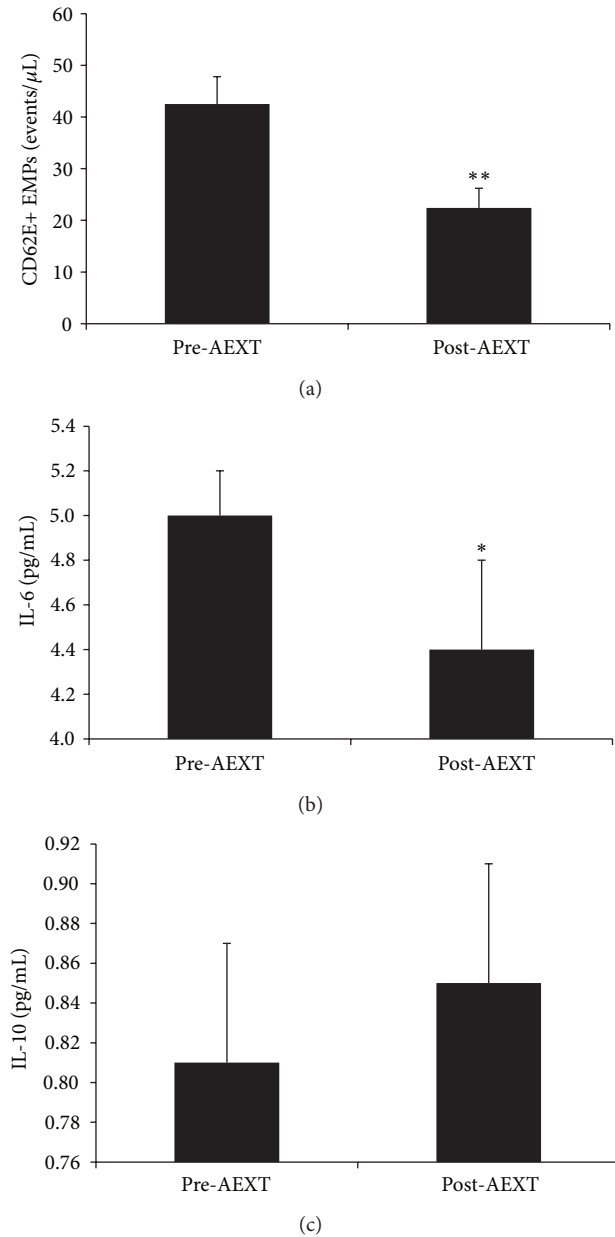 60
50
40
30
20
10
0
CD62E+ EMPs (events/μL)
**
Pre-AEXT Post-AEXT
(a)
5.4
5.2
5.0
4.8
4.6
4.4
4.2
4.0
IL-6 (pg/mL)
*
Pre-AEXT Post-AEXT
(b)
0.92
0.90
0.88
0.86
0.84
0.82
0.80
0.78
0.76
IL-10 (pg/mL)
Pre-AEXT Post-AEXT
(c)